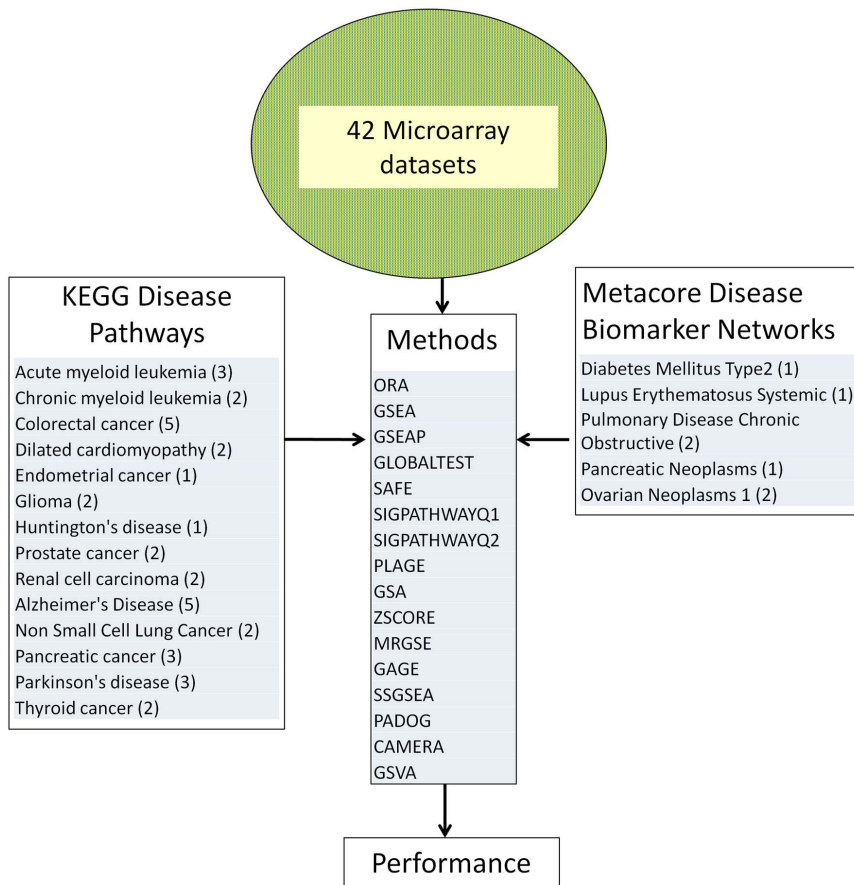 42 Microarray
datasets
KEGG Disease
Pathways
Acute myeloid leukemia (3)
Chronic myeloid leukemia (2)
Colorectal cancer (5)
Dilated cardiomyopathy (2)
Endometrial cancer (1)
Glioma (2)
Huntington's disease (1)
Prostate cancer (2)
Renal cell carcinoma (2)
Alzheimer's Disease (5)
Non Small Cell Lung Cancer (2)
Pancreatic cancer (3)
Parkinson's disease (3)
Thyroid cancer (2)
Methods
ORA
GSEA
GSEAP
GLOBALTEST
SAFE
SIGPATHWAYQ1
SIGPATHWAYQ2
PLAGE
GSA
ZSCORE
MRGSE
GAGE
SSGSEA
PADOG
CAMERA
GSVA
Metacore Disease
Biomarker Networks
Diabetes Mellitus Type2 (1)
Lupus Erythematosus Systemic (1)
Pulmonary Disease Chronic
Obstructive (2)
Pancreatic Neoplasms (1)
Ovarian Neoplasms 1 (2)
Performance